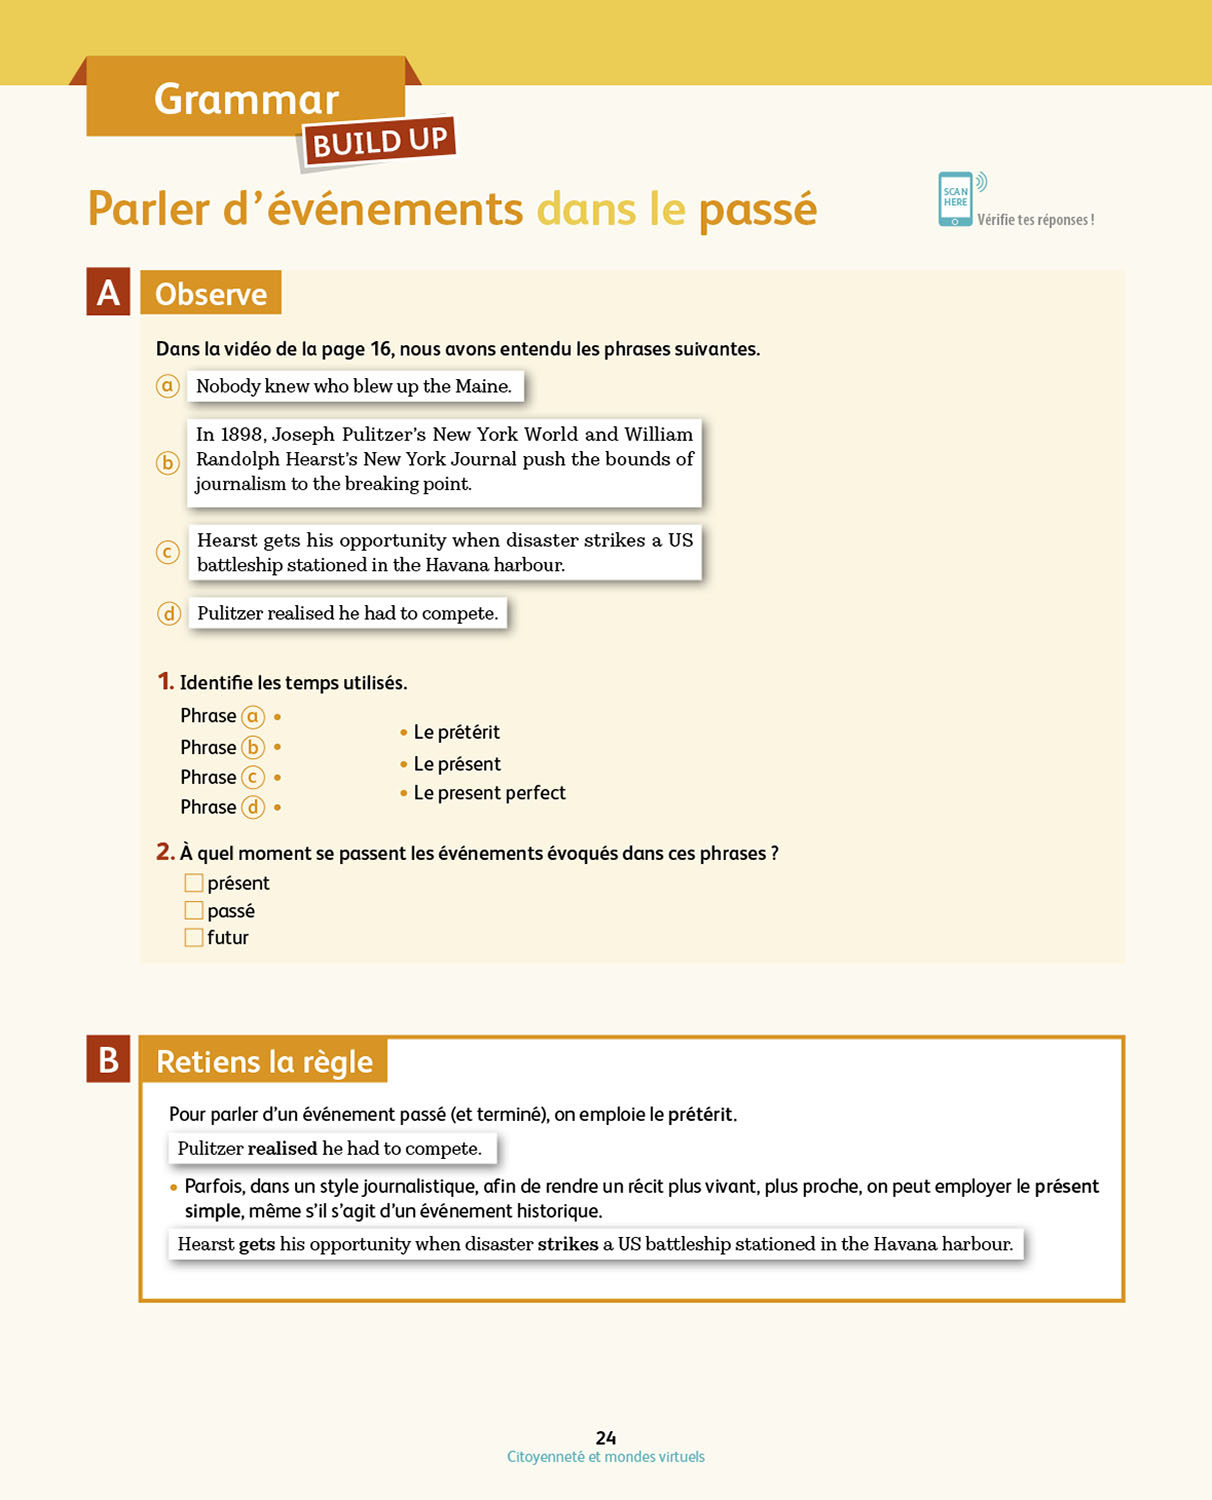 Grammar
BUILD UP
Parler d’événements dans le passé
SCAN
HERE
Vérifie tes réponses !
A
Observe
Dans la vidéo de la page 16, nous avons entendu les phrases suivantes.
a Nobody knew who blew up the Maine.
b
In 1898, Joseph Pulitzer’s New York World and William
Randolph Hearst’s New York Journal push the bounds of
journalism to the breaking point.
c
Hearst gets his opportunity when disaster strikes a US
battleship stationed in the Havana harbour.
d Pulitzer realised he had to compete.
1. Identifie les temps utilisés.
Phrase a •
Phrase b •
Phrase c •
Phrase d •
• Le prétérit
• Le présent
• Le present perfect
2. À quel moment se passent les événements évoqués dans ces phrases ?
présent
passé
futur
B
Retiens la règle
Pour parler d’un événement passé (et terminé), on emploie le prétérit.
Pulitzer realised he had to compete.
• Parfois, dans un style journalistique, afin de rendre un récit plus vivant, plus proche, on peut employer le présent
simple, même s’il s’agit d’un événement historique.
Hearst gets his opportunity when disaster strikes a US battleship stationed in the Havana harbour.
24
Citoyenneté et mondes virtuels